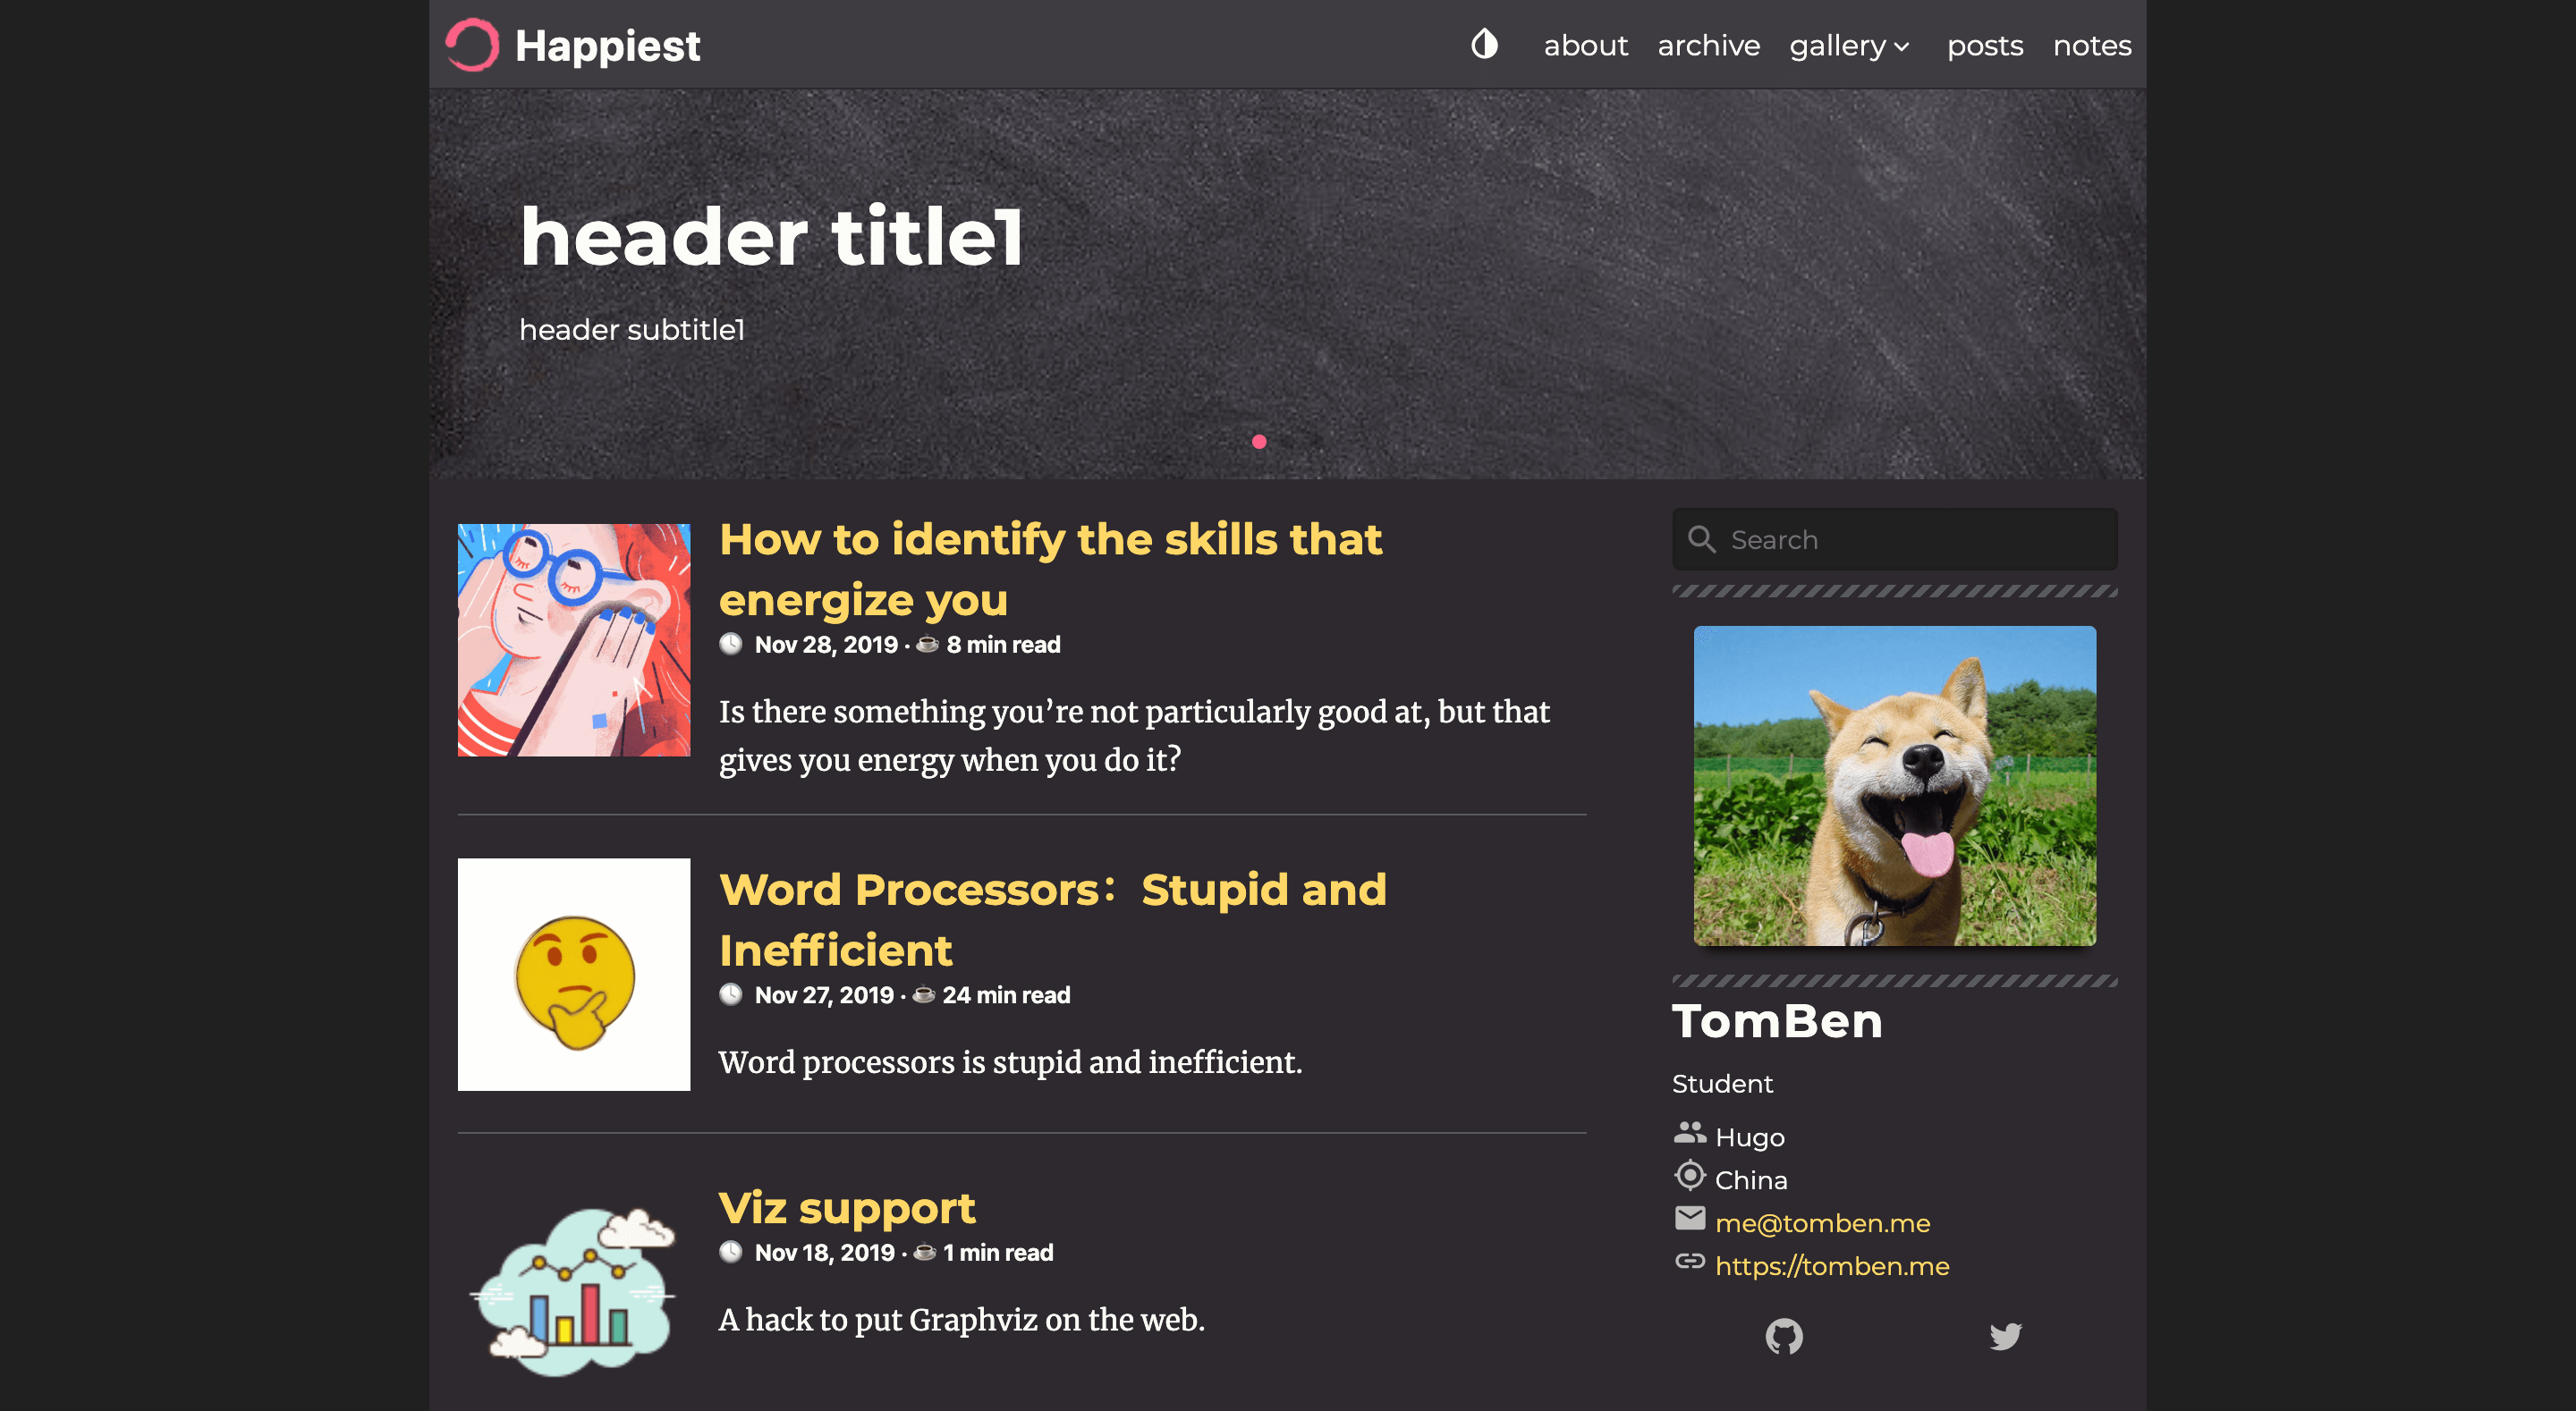 Happiest
about archive gallery posts notes
header title1
header subtitle1
How to identify the skills that
energize you
Nov 28, 2019 · 8 min read
Is there something you’re not particularly good at, but that
gives you energy when you do it?
Word Processors：Stupid and
Inefficient
Nov 27, 2019 · 24 min read
Word processors is stupid and inefficient.
Viz support
Nov 18, 2019 · 1 min read
A hack to put Graphviz on the web.
Search
TomBen
Student
Hugo
China
me@tomben.me
https://tomben.me